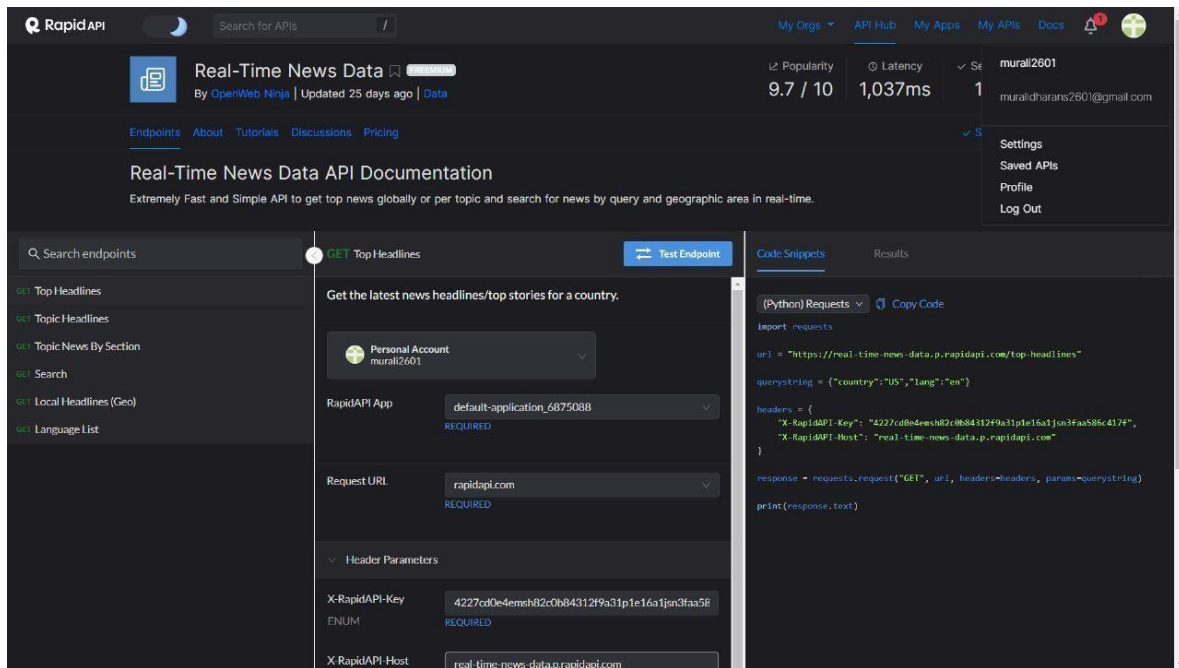 Rapid API
Search for APIs
/
My Orgs
API Hub
My Apps
My APIs
Docs
1
Real-Time News Data
FREEMIUM
By OpenWeb Ninja | Updated 25 days ago | Data
Popularity
9.7 / 10
Latency
1,037ms
Se
1
murali2601
muralidharans2601@gmail.com
Settings
Saved APIs
Profile
Log Out
Endpoints
About
Tutorials
Discussions
Pricing
S
Real-Time News Data API Documentation
Extremely Fast and Simple API to get top news globally or per topic and search for news by query and geographic area in real-time.
Search endpoints
GET Top Headlines
GET Topic Headlines
GET Topic News By Section
GET Search
GET Local Headlines (Geo)
GET Language List
GET Top Headlines
Test Endpoint
Get the latest news headlines/top stories for a country.
Personal Account
murali2601
RapidAPI App
default-application_6875088
REQUIRED
Request URL
rapidapi.com
REQUIRED
Header Parameters
X-RapidAPI-Key
ENUM
4227cd0e4emsh82c0b84312f9a31p1e16a1jsn3faa58
REQUIRED
X-RapidAPI-Host
real-time-news-data.p.rapidapi.com
Code Snippets
Results
(Python) Requests
Copy Code
import requests
url = "https://real-time-news-data.p.rapidapi.com/top-headlines"
querystring = {"country":"US","lang":"en"}
headers = {
"X-RapidAPI-Key": "4227cd0e4emsh82c0b84312f9a31p1e16a1jsn3faa586c417f",
"X-RapidAPI-Host": "real-time-news-data.p.rapidapi.com"
}
response = requests.request("GET", url, headers=headers, params=querystring)
print(response.text)